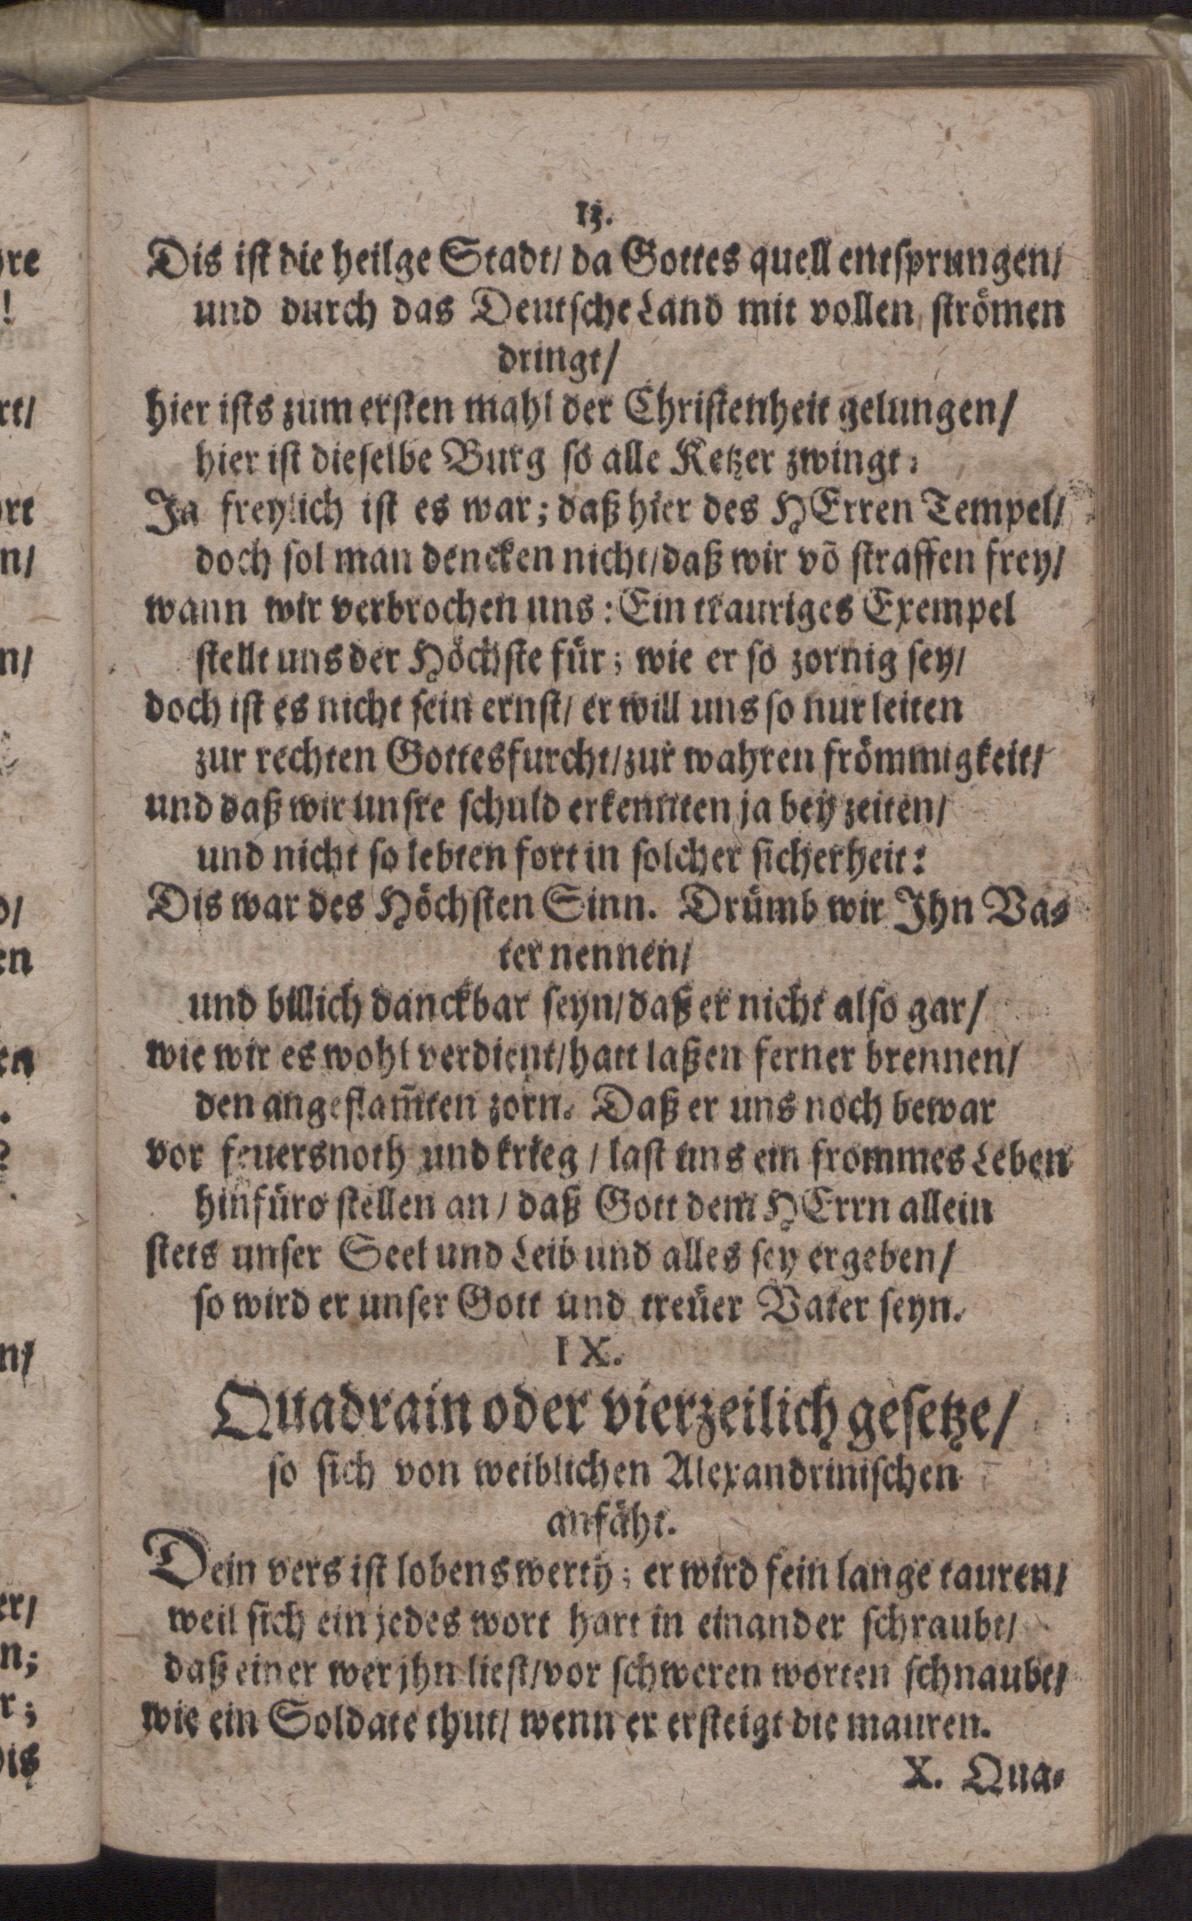 13.
Dis ist die heilge Stadt/ da Gottes quell entsprungen/
und durch das Deutsche Land mit vollen strömen
dringt/
hier ists zum ersten mahl der Christenheit gelungen/
hier ist dieselbe Burg so alle Ketzer zwingt:
Ja freylich ist es war; daß hier des HErren Tempel/
doch sol man dencken nicht/ daß wir võ straffen frey/
wann wir verbrochen uns: Ein trauriges Exempel
stellt uns der Höchste für; wie er so zornig sey/
doch ist es nicht sein ernst/ er will uns so nur leiten
zur rechten Gottesfurcht/ zur wahren frömmigkeit/
und daß wir unsre schuld erkennten ja bey zeiten/
und nicht so lebten fort in solcher sicherheit:
Dis war des Höchsten Sinn. Drümb wir Ihn Va-
ter nennen/
und billich danckbar seyn/ daß er nicht also gar/
wie wir es wohl verdient/ hatt laßen ferner brennen/
den angeflam̃ten zorn. Daß er uns noch bewar
vor feuersnoth und krieg / last uns ein frommes Leben
hinfüro stellen an / daß Gott dem HErrn allein
stets unser Seel und Leib und alles sey ergeben/
so wird er unser Gott und treüer Vater seyn.
IX.
Quadrain oder vierzeilich gesetze/
so sich von weiblichen Alexandrinischen
anfäht.
Dein vers ist lobens werth; er wird fein lange tauren/
weil sich ein jedes wort hart in einander schraubt/
daß einer wer jhn liest/ vor schweren worten schnaubt/
wie ein Soldate thut/ wenn er ersteigt die mauren.
X. Qua-